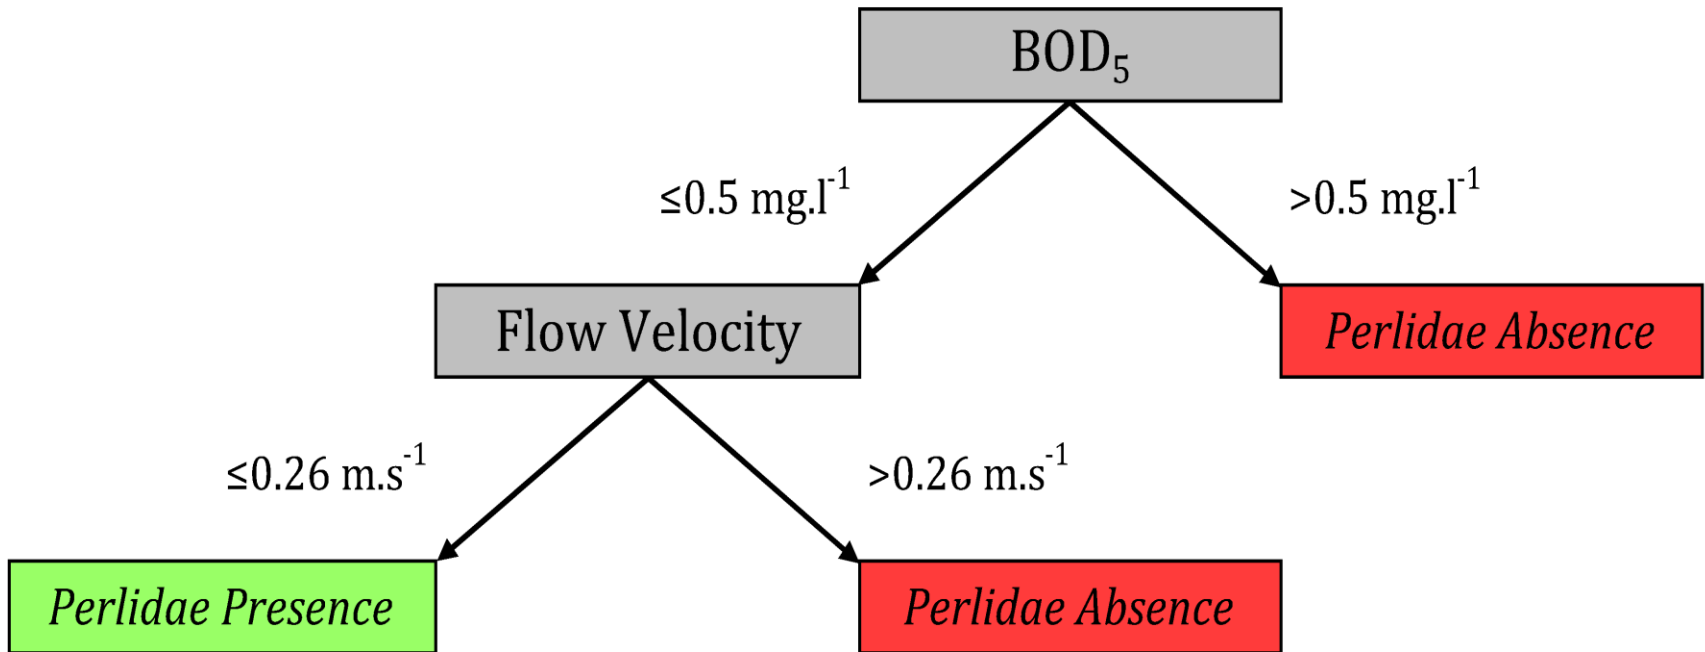 BOD₅
≤0.5 mg.l⁻¹
>0.5 mg.l⁻¹
Flow Velocity
Perlidae Absence
≤0.26 m.s⁻¹
>0.26 m.s⁻¹
Perlidae Presence
Perlidae Absence